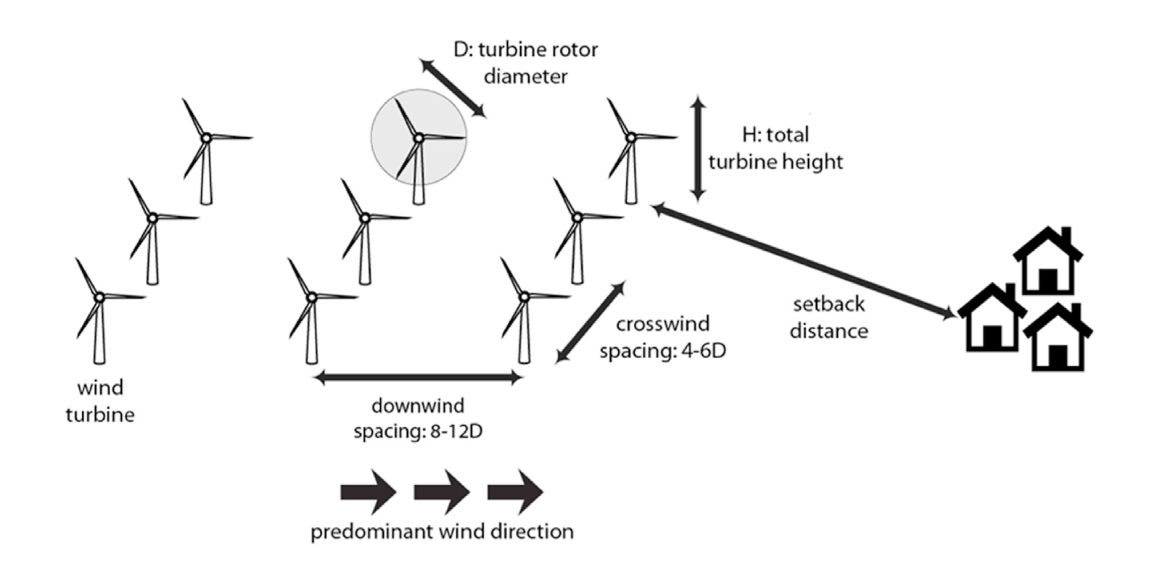 D: turbine rotor
diameter
H: total
turbine height
setback
distance
crosswind
spacing: 4-6D
wind
turbine
downwind
spacing: 8-12D
predominant wind direction